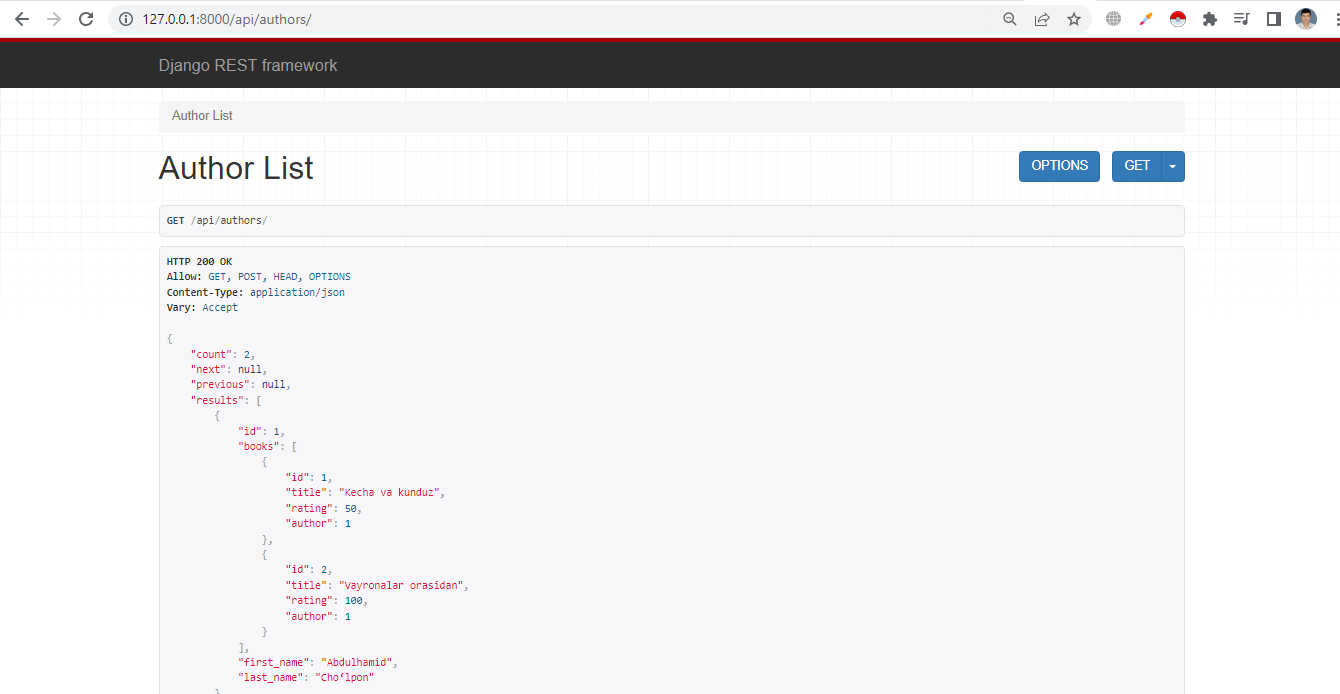 127.0.0.1:8000/api/authors/
Django REST framework
Author List
Author List
OPTIONS
GET
GET /api/authors/
HTTP 200 OK
Allow: GET, POST, HEAD, OPTIONS
Content-Type: application/json
Vary: Accept
{
"count": 2,
"next": null,
"previous": null,
"results": [
{
"id": 1,
"books": [
{
"id": 1,
"title": "Kecha va kunduz",
"rating": 50,
"author": 1
},
{
"id": 2,
"title": "Vayronalar orasidan",
"rating": 100,
"author": 1
}
],
"first_name": "Abdulhamid",
"last_name": "Cho‘lpon"
}